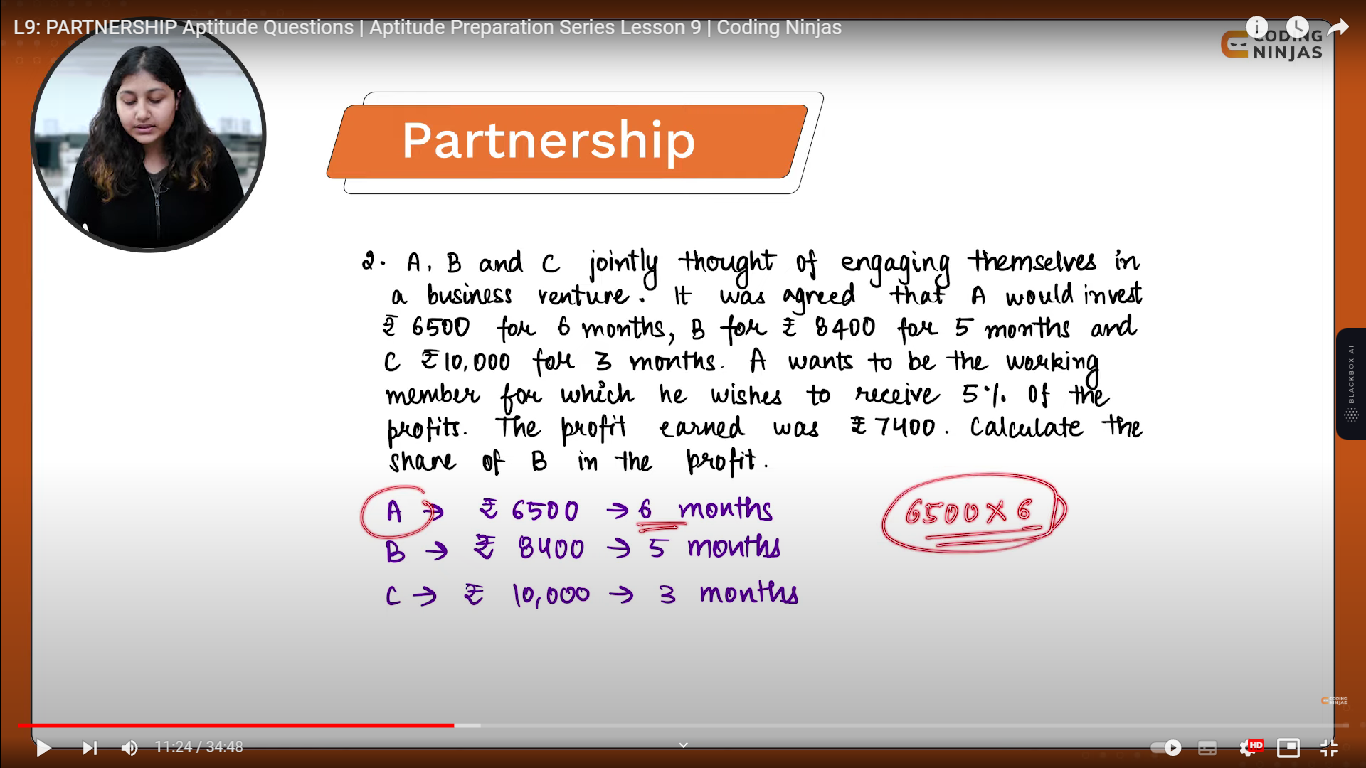 L9: PARTNERSHIP Aptitude Questions | Aptitude Preparation Series Lesson 9 | Coding Ninjas
CODING
NINJAS
Partnership
2. A, B and C jointly thought of engaging themselves in
a business venture. It was agreed that A would invest
₹ 6500 for 6 months, B for ₹ 8400 for 5 months and
C ₹10,000 for 3 months. A wants to be the working
member for which he wishes to receive 5% of the
profits. The profit earned was ₹ 7400. Calculate the
share of B in the profit.
A → ₹ 6500 → 6 months
6500 × 6
B → ₹ 8400 → 5 months
C → ₹ 10,000 → 3 months
BLACKBOX AI
CODING
NINJAS
11:24 / 34:48
HD